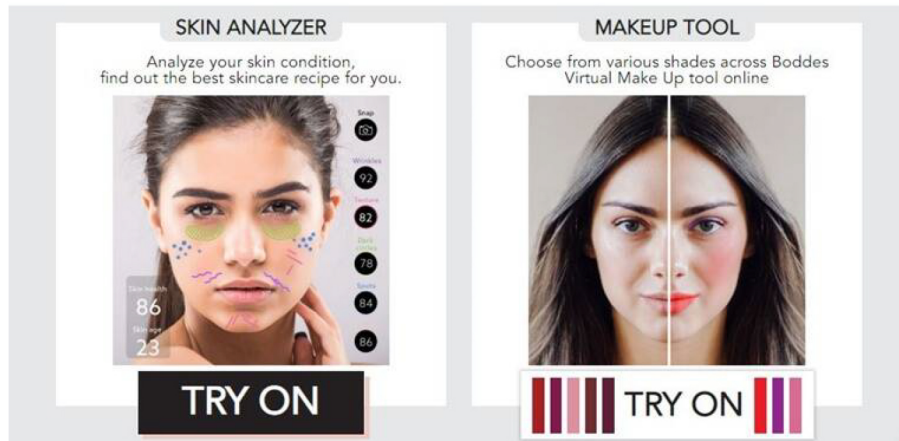 SKIN ANALYZER
Analyze your skin condition,
find out the best skincare recipe for you.
Snap
Wrinkles
92
Texture
82
Dark
circles
78
Spots
84
86
Skin health
86
Skin age
23
TRY ON
MAKEUP TOOL
Choose from various shades across Boddes
Virtual Make Up tool online
TRY ON